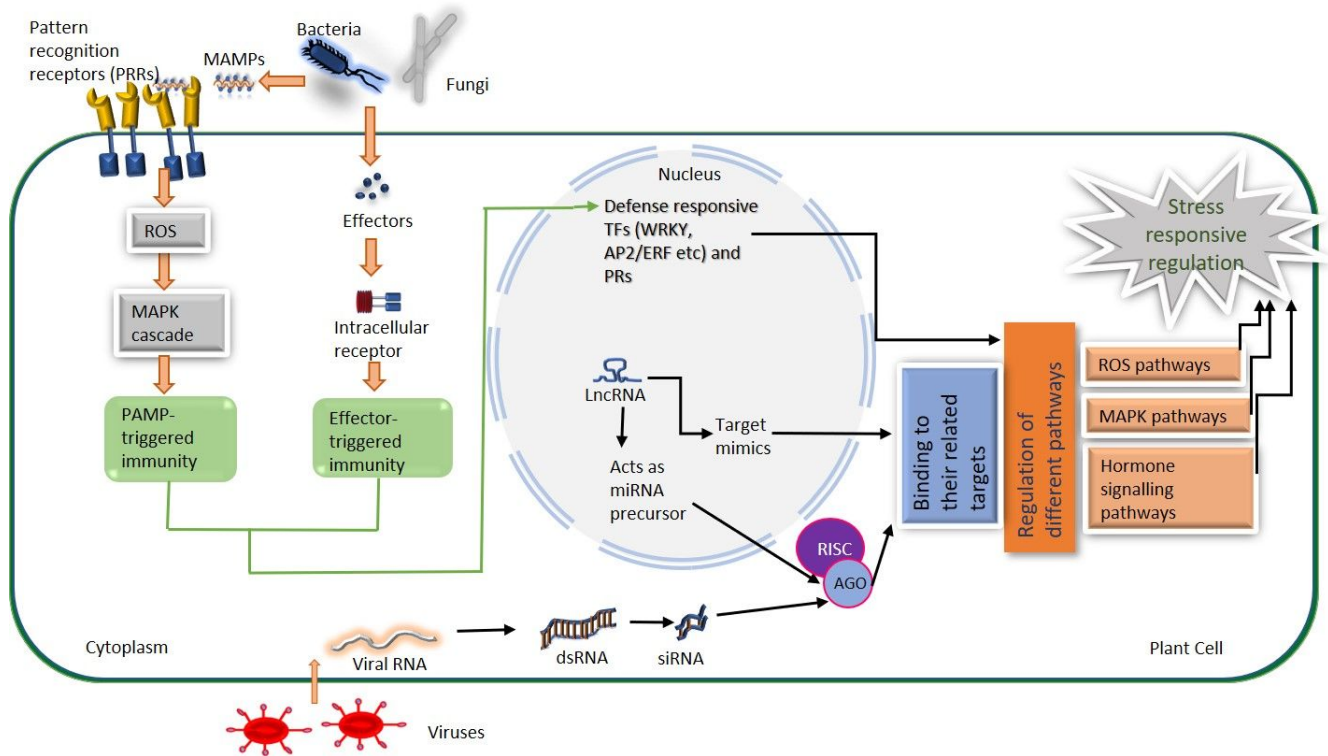 Pattern
recognition
receptors (PRRs)
MAMPs
Bacteria
Fungi
ROS
MAPK
cascade
PAMP-
triggered
immunity
Effectors
Intracellular
receptor
Effector-
triggered
immunity
Nucleus
Defense responsive
TFs (WRKY,
AP2/ERF etc) and
PRs
LncRNA
Target
mimics
Acts as
miRNA
precursor
RISC
AGO
Binding to
their related
targets
Regulation of
different pathways
ROS pathways
MAPK pathways
Hormone
signalling
pathways
Stress
responsive
regulation
Cytoplasm
Viral RNA
dsRNA
siRNA
Plant Cell
Viruses